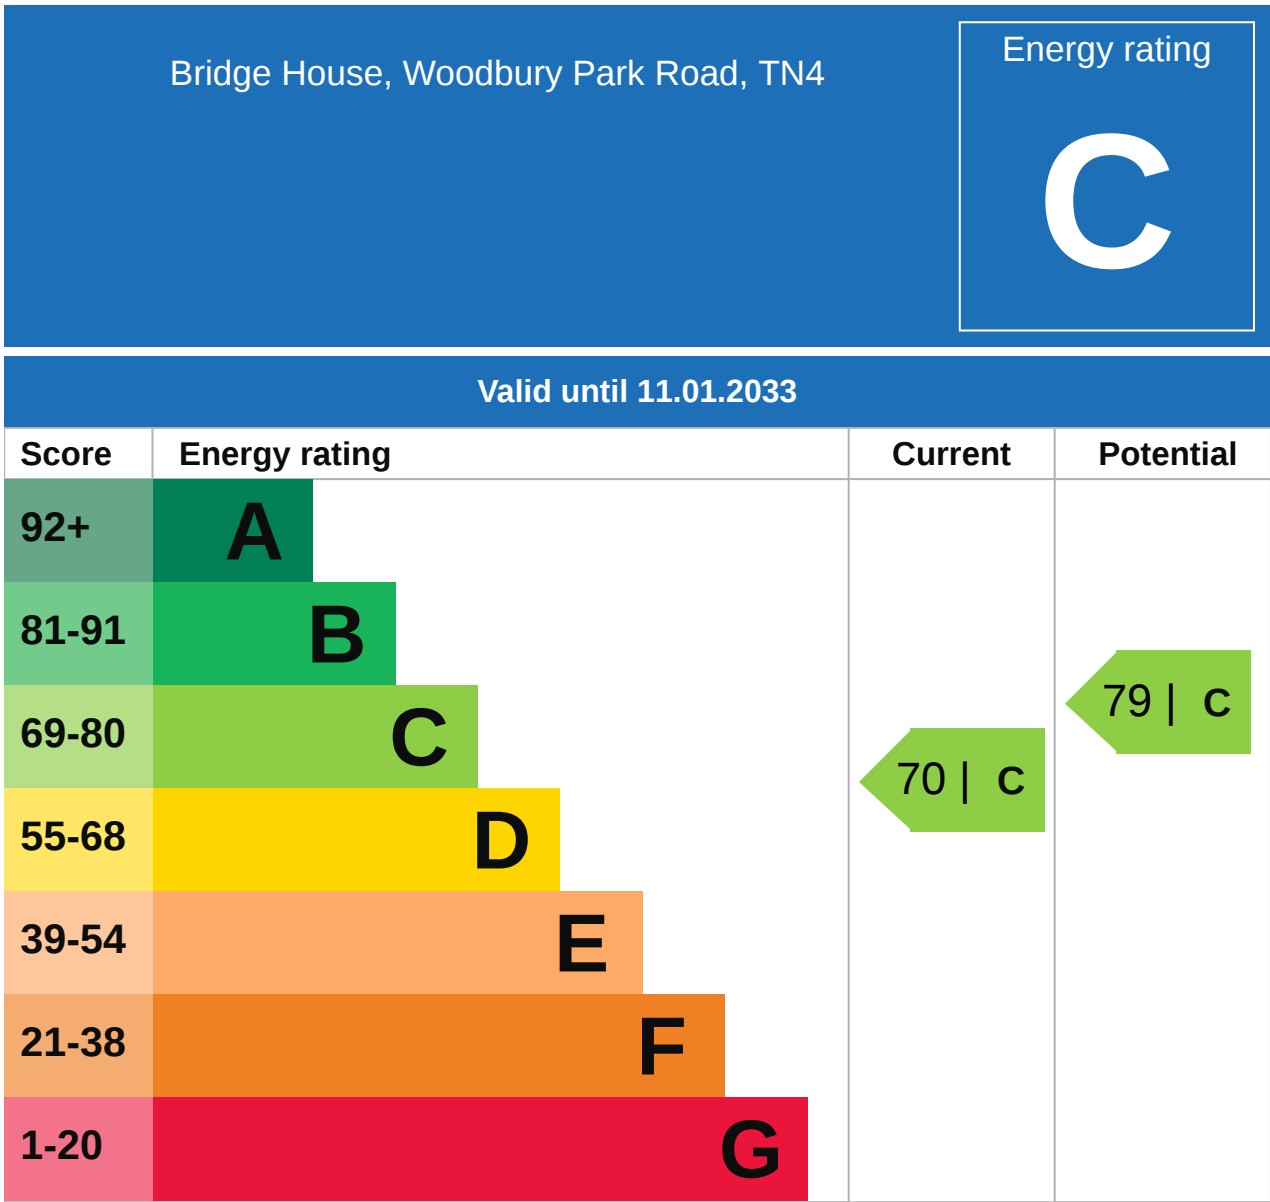 Bridge House, Woodbury Park Road, TN4
Energy rating
C
Valid until 11.01.2033
Score Energy rating Current Potential
92+ A
81-91 B
69-80 C
55-68 D
39-54 E
21-38 F
1-20 G
79 | C
70 | C